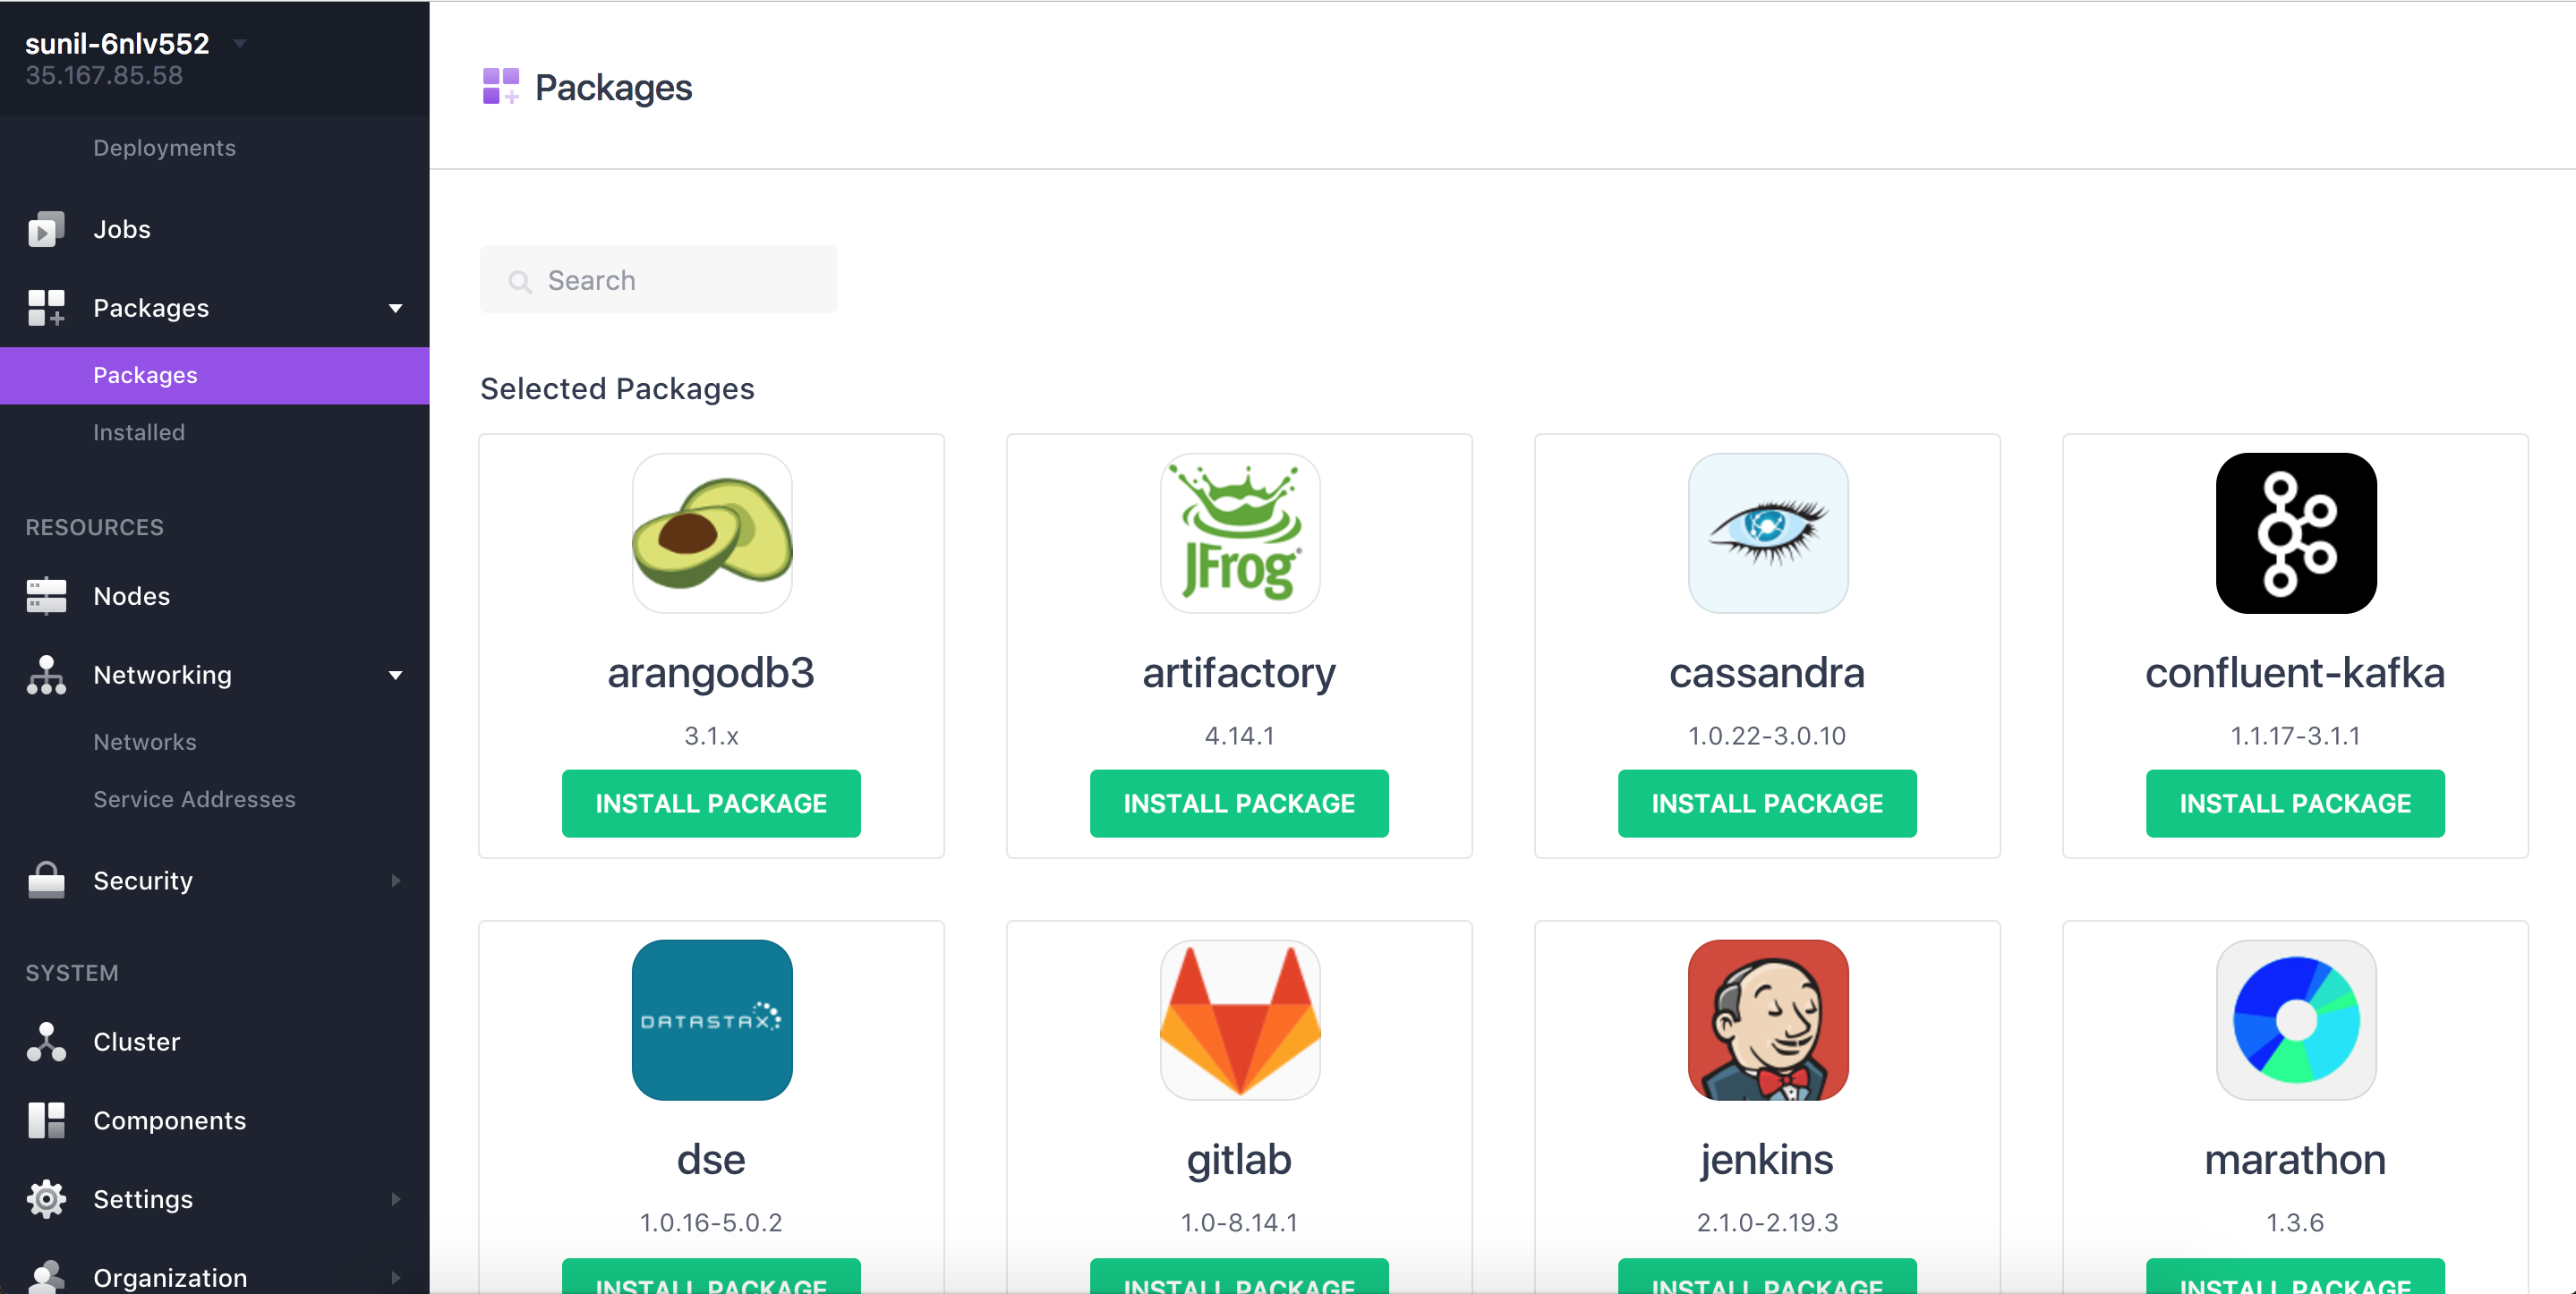 sunil-6nlv552
35.167.85.58
Deployments
Jobs
Packages
Packages
Installed
RESOURCES
Nodes
Networking
Networks
Service Addresses
Security
SYSTEM
Cluster
Components
Settings
Organization
Packages
Search
Selected Packages
JFrog
arangodb3
artifactory
cassandra
confluent-kafka
3.1.x
4.14.1
1.0.22-3.0.10
1.1.17-3.1.1
INSTALL PACKAGE
INSTALL PACKAGE
INSTALL PACKAGE
INSTALL PACKAGE
DATASTAX
dse
gitlab
jenkins
marathon
1.0.16-5.0.2
1.0-8.14.1
2.1.0-2.19.3
1.3.6
INSTALL PACKAGE
INSTALL PACKAGE
INSTALL PACKAGE
INSTALL PACKAGE